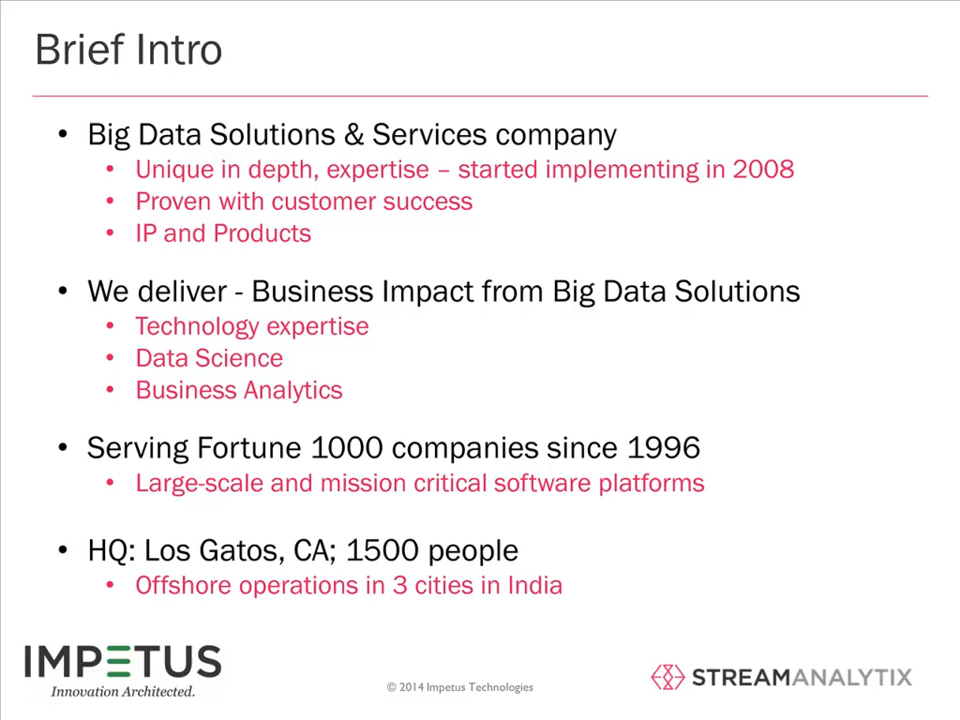 Brief Intro
• Big Data Solutions & Services company
• Unique in depth, expertise – started implementing in 2008
• Proven with customer success
• IP and Products
• We deliver - Business Impact from Big Data Solutions
• Technology expertise
• Data Science
• Business Analytics
• Serving Fortune 1000 companies since 1996
• Large-scale and mission critical software platforms
• HQ: Los Gatos, CA; 1500 people
• Offshore operations in 3 cities in India
IMPETUS
Innovation Architected.
© 2014 Impetus Technologies
STREAMANALYTIX